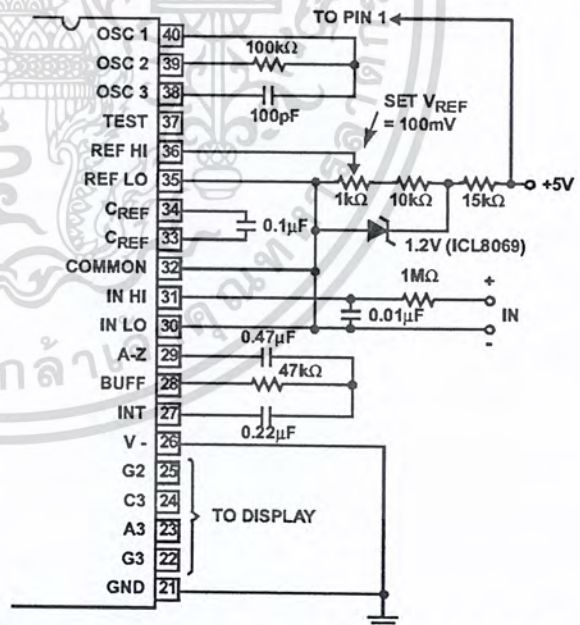 TO PIN 1
OSC 1 40
100kΩ
OSC 2 39
OSC 3 38
100pF
TEST 37
SET VREF
= 100mV
REF HI 36
REF LO 35
1kΩ 10kΩ 15kΩ +5V
CREF 34
0.1µF
1.2V (ICL8069)
CREF 33
COMMON 32
1MΩ
+
IN HI 31
0.01µF IN
IN LO 30
-
0.47µF
A-Z 29
47kΩ
BUFF 28
INT 27
0.22µF
V - 26
G2 25
C3 24
TO DISPLAY
A3 23
G3 22
GND 21